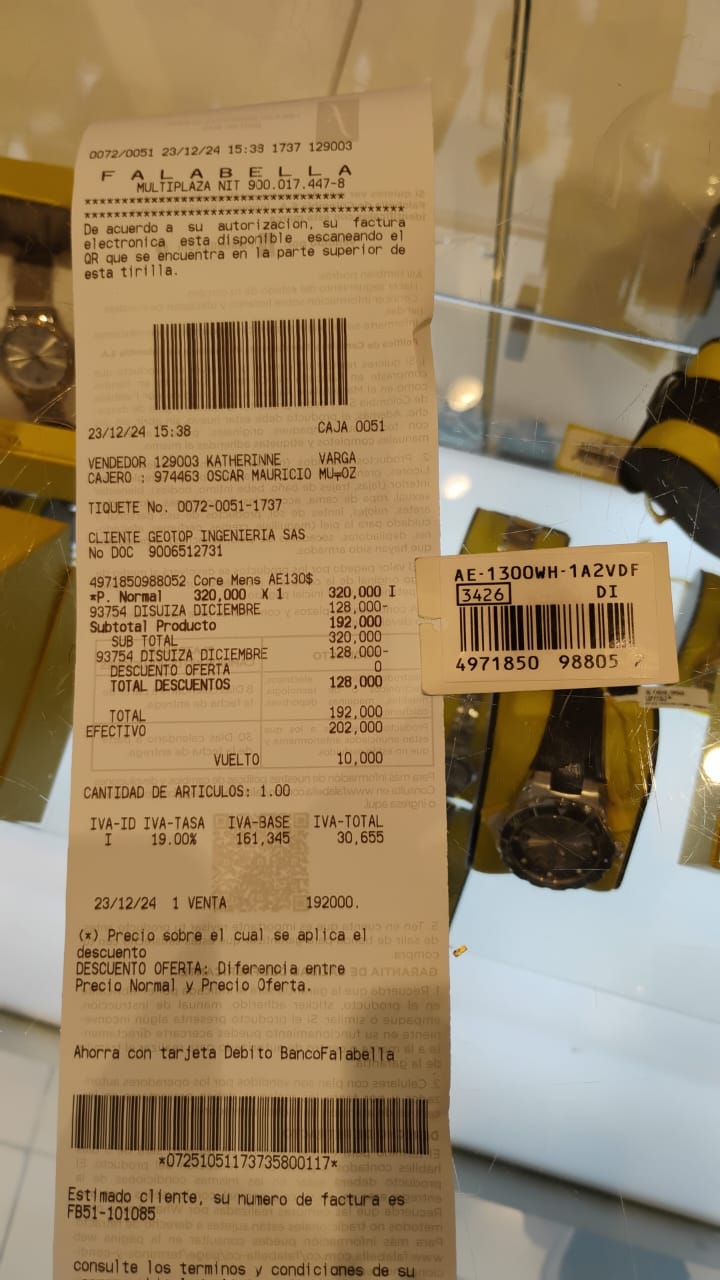 0072/0051 23/12/24 15:38 1737 129003
F A L A B E L L A
MULTIPLAZA NIT 900.017.447-8
************************************
********************************************
De acuerdo a su autorizacion, su factura
electronica esta disponible escaneando el
QR que se encuentra en la parte superior de
esta tirilla.
23/12/24 15:38 CAJA 0051
VENDEDOR 129003 KATHERINNE VARGA
CAJERO : 974463 OSCAR MAURICIO MU╤OZ
TIQUETE No. 0072-0051-1737
CLIENTE GEOTOP INGENIERIA SAS
No DOC 9006512731
4971850988052 Core Mens AE130$
*P. Normal 320,000 X 1 320,000 I
93754 DISUIZA DICIEMBRE 128,000-
Subtotal Producto 192,000
SUB TOTAL 320,000
93754 DISUIZA DICIEMBRE 128,000-
DESCUENTO OFERTA 0
TOTAL DESCUENTOS 128,000
TOTAL 192,000
EFECTIVO 202,000
VUELTO 10,000
CANTIDAD DE ARTICULOS: 1.00
IVA-ID IVA-TASA IVA-BASE IVA-TOTAL
I 19.00% 161,345 30,655
23/12/24 1 VENTA 192000.
(*) Precio sobre el cual se aplica el
descuento
DESCUENTO OFERTA: Diferencia entre
Precio Normal y Precio Oferta.
Ahorra con tarjeta Debito BancoFalabella
*07251051173735800117*
Estimado cliente, su numero de factura es
FB51-101085
consulte los terminos y condiciones de su
AE-1300WH-1A2VDF
3426 DI
4971850 98805